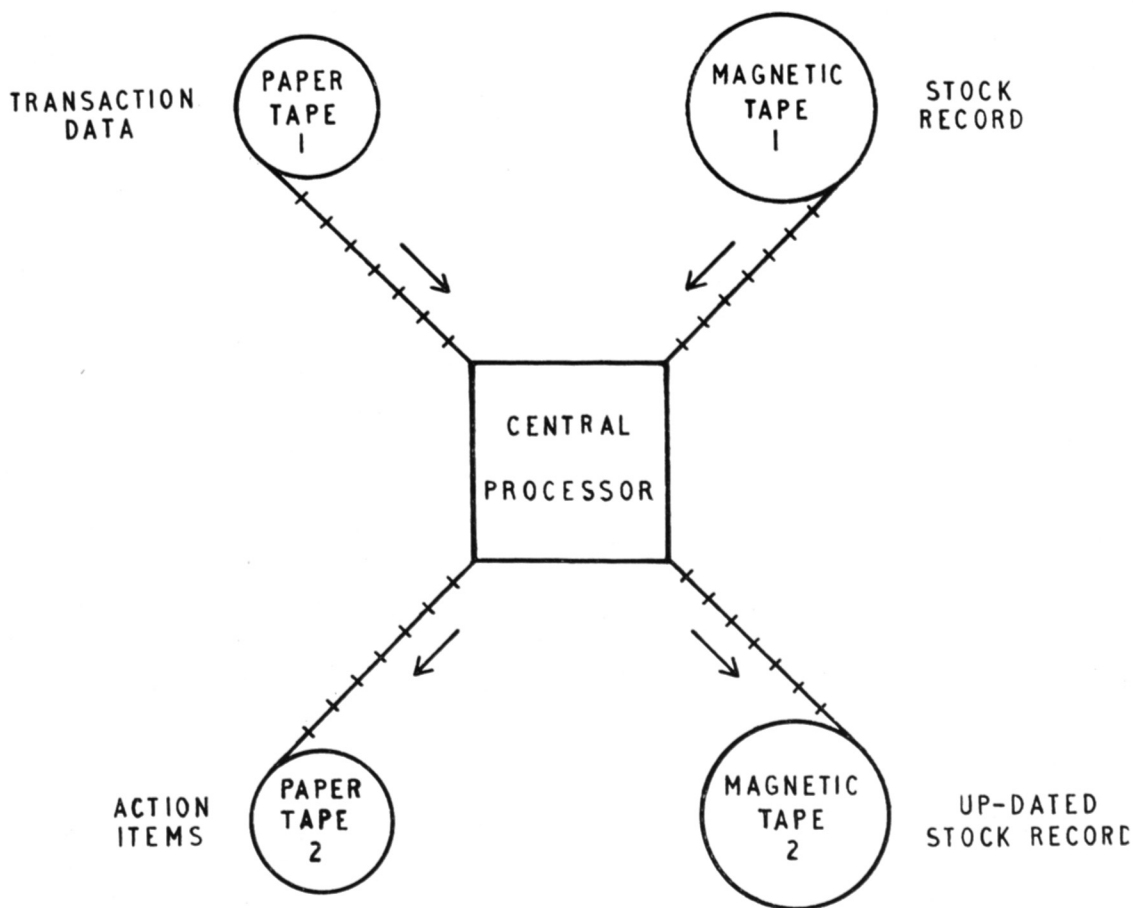 TRANSACTION
DATA
PAPER
TAPE
1
MAGNETIC
TAPE
1
STOCK
RECORD
CENTRAL
PROCESSOR
ACTION
ITEMS
PAPER
TAPE
2
MAGNETIC
TAPE
2
UP-DATED
STOCK RECORD